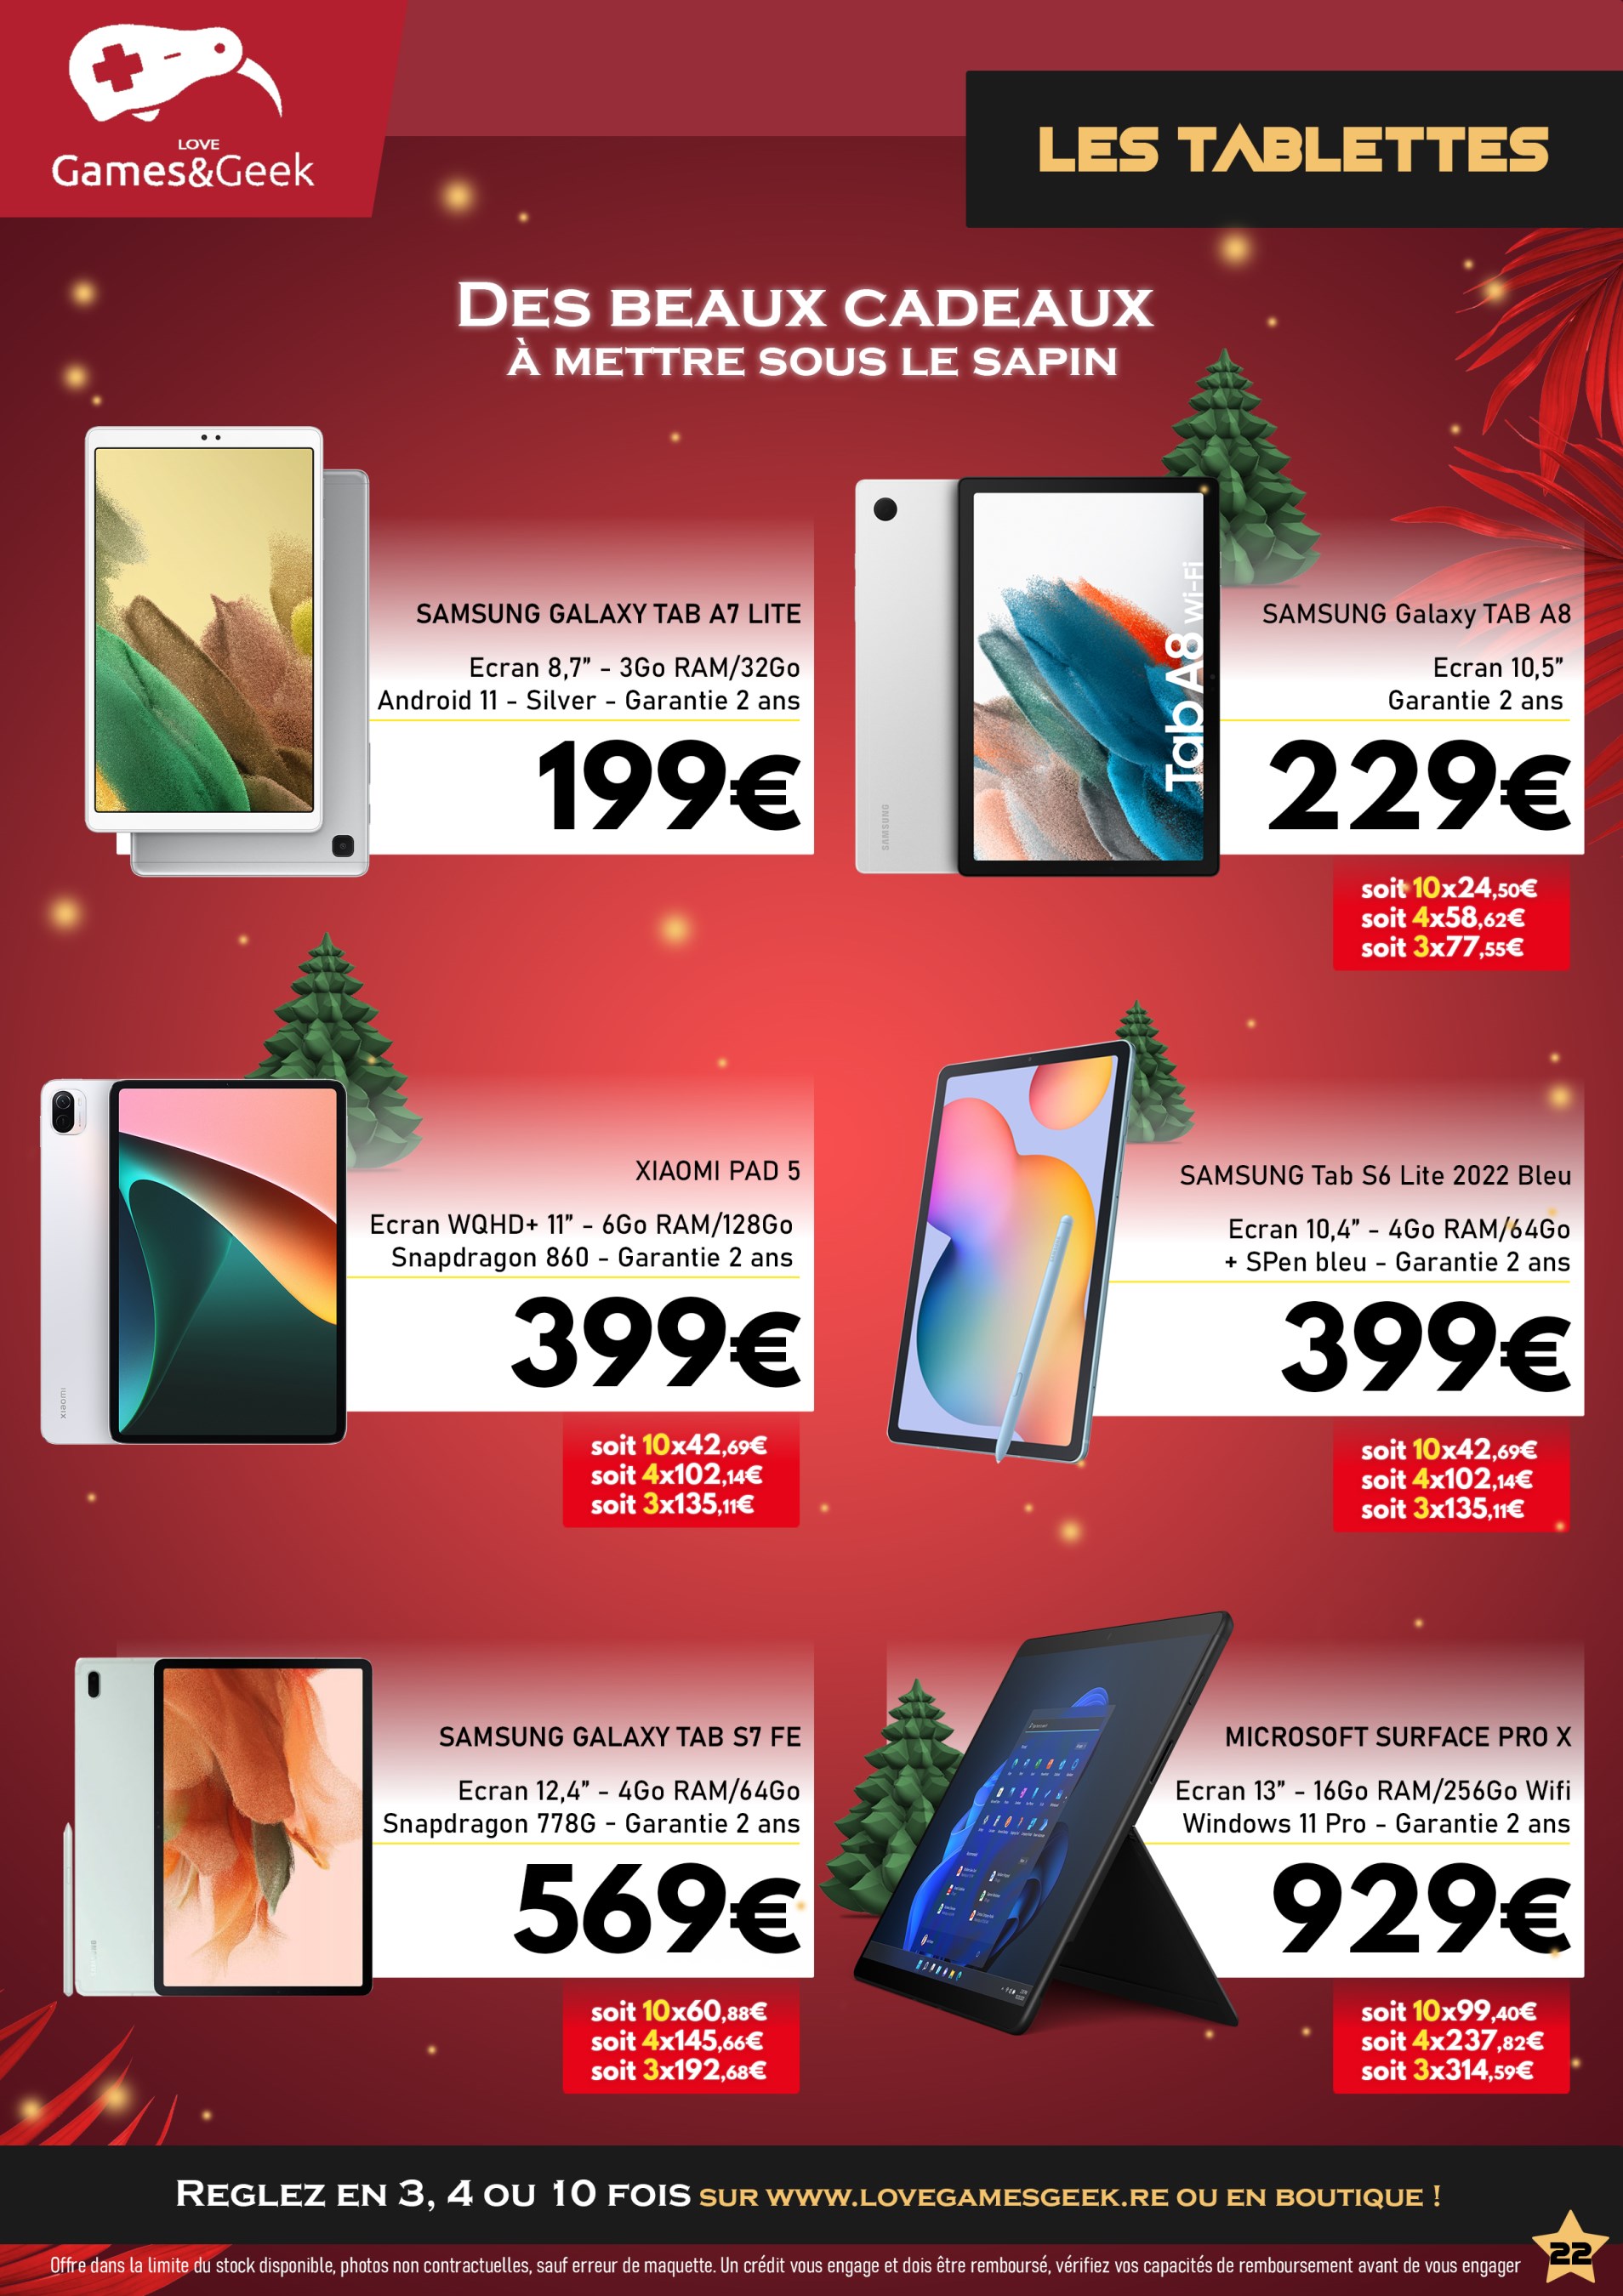 LOVE
Games&Geek
LES TABLETTES
DES BEAUX CADEAUX
À METTRE SOUS LE SAPIN
SAMSUNG GALAXY TAB A7 LITE
Ecran 8,7” - 3Go RAM/32Go
Android 11 - Silver - Garantie 2 ans
199€
Tab A8 Wi-Fi
SAMSUNG
SAMSUNG Galaxy TAB A8
Ecran 10,5”
Garantie 2 ans
229€
soit 10x24,50€
soit 4x58,62€
soit 3x77,55€
xiaomi
XIAOMI PAD 5
Ecran WQHD+ 11” - 6Go RAM/128Go
Snapdragon 860 - Garantie 2 ans
399€
soit 10x42,69€
soit 4x102,14€
soit 3x135,11€
SAMSUNG Tab S6 Lite 2022 Bleu
Ecran 10,4” - 4Go RAM/64Go
+ SPen bleu - Garantie 2 ans
399€
soit 10x42,69€
soit 4x102,14€
soit 3x135,11€
SAMSUNG GALAXY TAB S7 FE
Ecran 12,4” - 4Go RAM/64Go
Snapdragon 778G - Garantie 2 ans
569€
soit 10x60,88€
soit 4x145,66€
soit 3x192,68€
MICROSOFT SURFACE PRO X
Ecran 13” - 16Go RAM/256Go Wifi
Windows 11 Pro - Garantie 2 ans
929€
soit 10x99,40€
soit 4x237,82€
soit 3x314,59€
REGLEZ EN 3, 4 OU 10 FOIS SUR WWW.LOVEGAMESGEEK.RE OU EN BOUTIQUE !
Offre dans la limite du stock disponible, photos non contractuelles, sauf erreur de maquette. Un crédit vous engage et dois être remboursé, vérifiez vos capacités de remboursement avant de vous engager
22